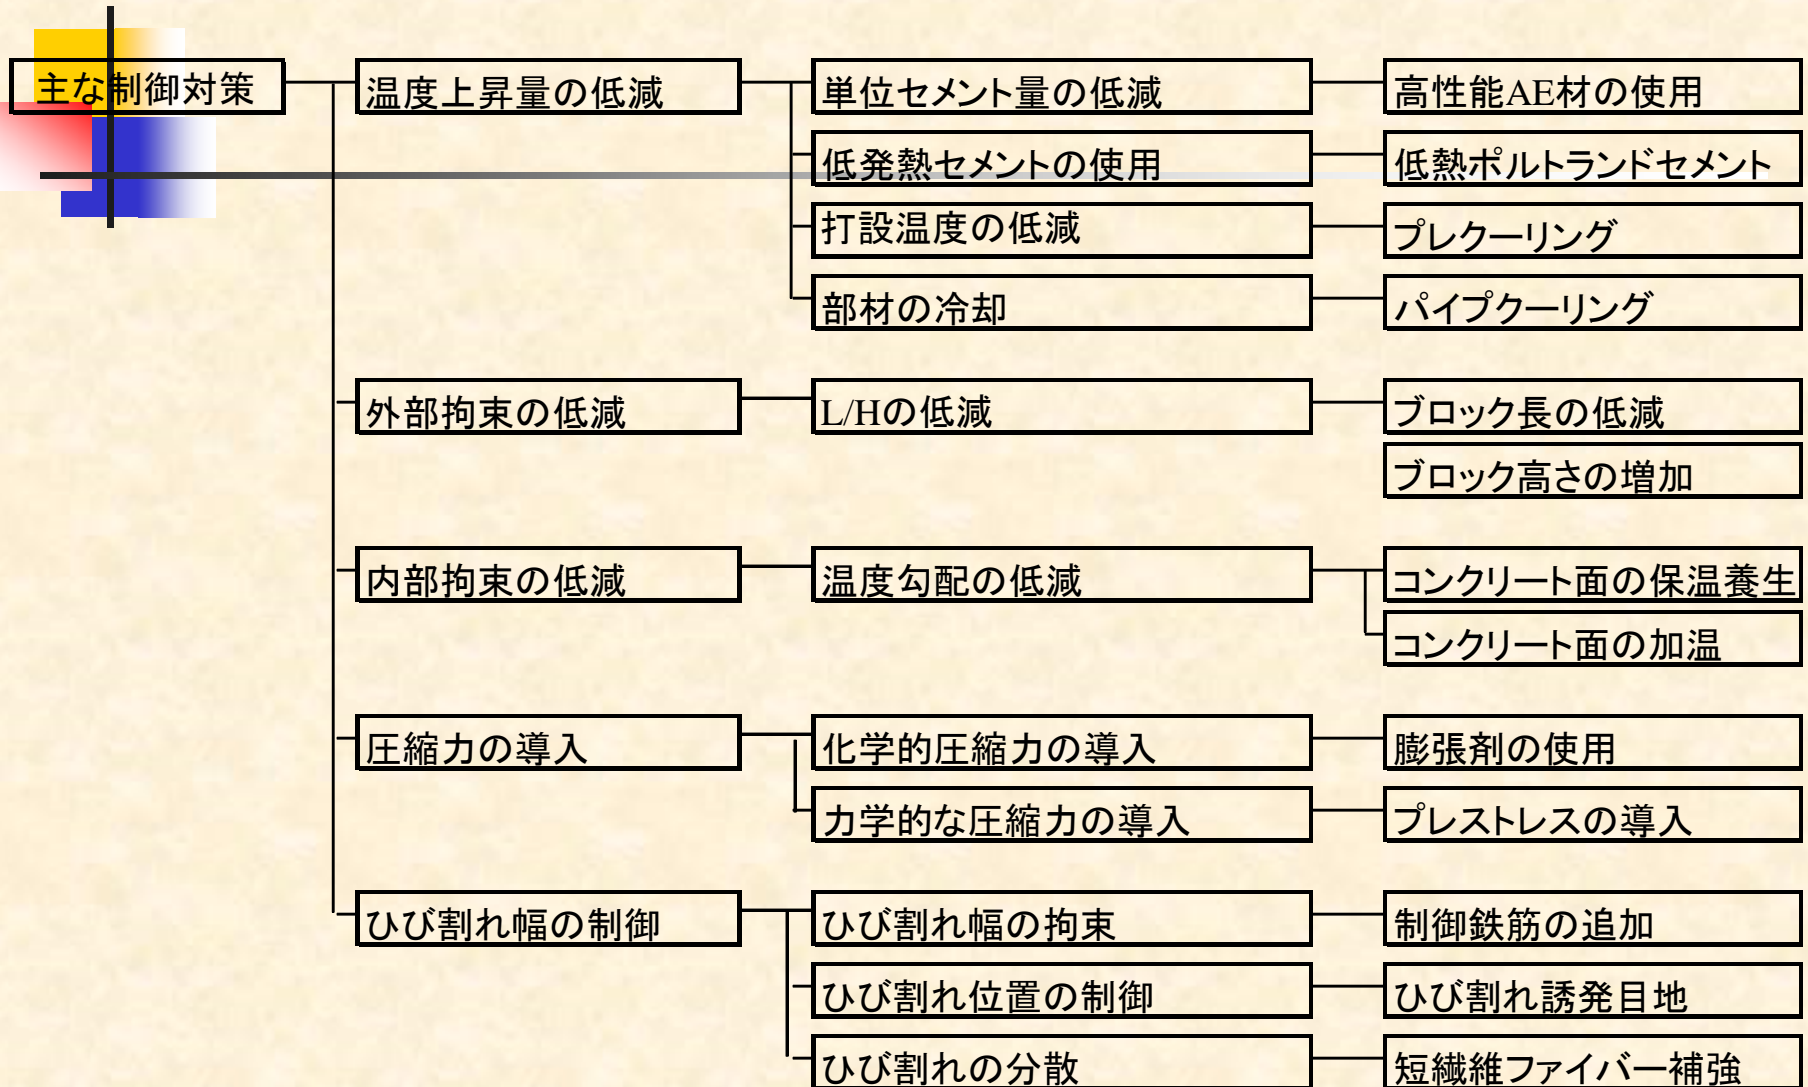 主な制御対策
温度上昇量の低減
単位セメント量の低減
高性能AE材の使用
低発熱セメントの使用
低熱ポルトランドセメント
打設温度の低減
プレクーリング
部材の冷却
パイプクーリング
外部拘束の低減
L/Hの低減
ブロック長の低減
ブロック高さの増加
内部拘束の低減
温度勾配の低減
コンクリート面の保温養生
コンクリート面の加温
圧縮力の導入
化学的圧縮力の導入
膨張剤の使用
力学的な圧縮力の導入
プレストレスの導入
ひび割れ幅の制御
ひび割れ幅の拘束
制御鉄筋の追加
ひび割れ位置の制御
ひび割れ誘発目地
ひび割れの分散
短繊維ファイバー補強